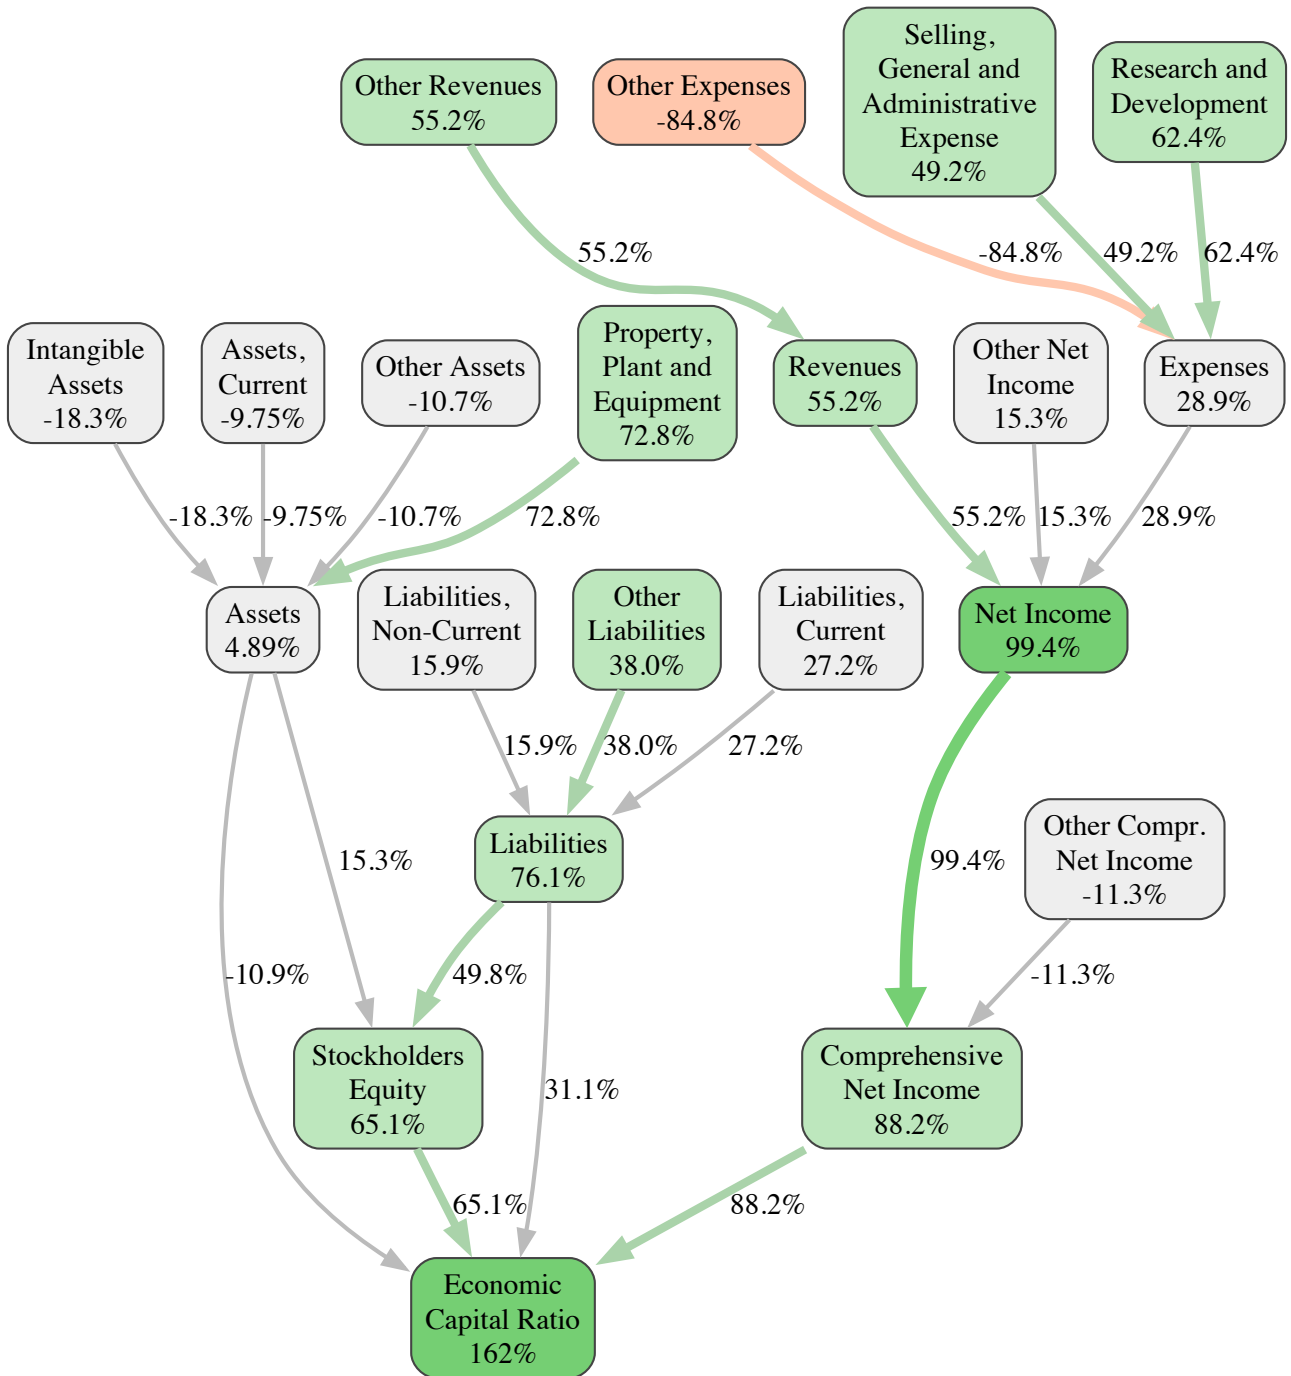 Selling,
General and
Administrative
Expense
49.2%
Other Revenues
55.2%
Other Expenses
-84.8%
Research and
Development
62.4%
55.2%
-84.8%
49.2%
62.4%
Intangible
Assets
-18.3%
Assets,
Current
-9.75%
Other Assets
-10.7%
Property,
Plant and
Equipment
72.8%
Revenues
55.2%
Other Net
Income
15.3%
Expenses
28.9%
-18.3%
-9.75%
-10.7%
72.8%
55.2%
15.3%
28.9%
Assets
4.89%
Liabilities,
Non-Current
15.9%
Other
Liabilities
38.0%
Liabilities,
Current
27.2%
Net Income
99.4%
15.9%
38.0%
27.2%
Liabilities
76.1%
Other Compr.
Net Income
-11.3%
15.3%
99.4%
-10.9%
49.8%
-11.3%
Stockholders
Equity
65.1%
31.1%
Comprehensive
Net Income
88.2%
65.1%
88.2%
Economic
Capital Ratio
162%